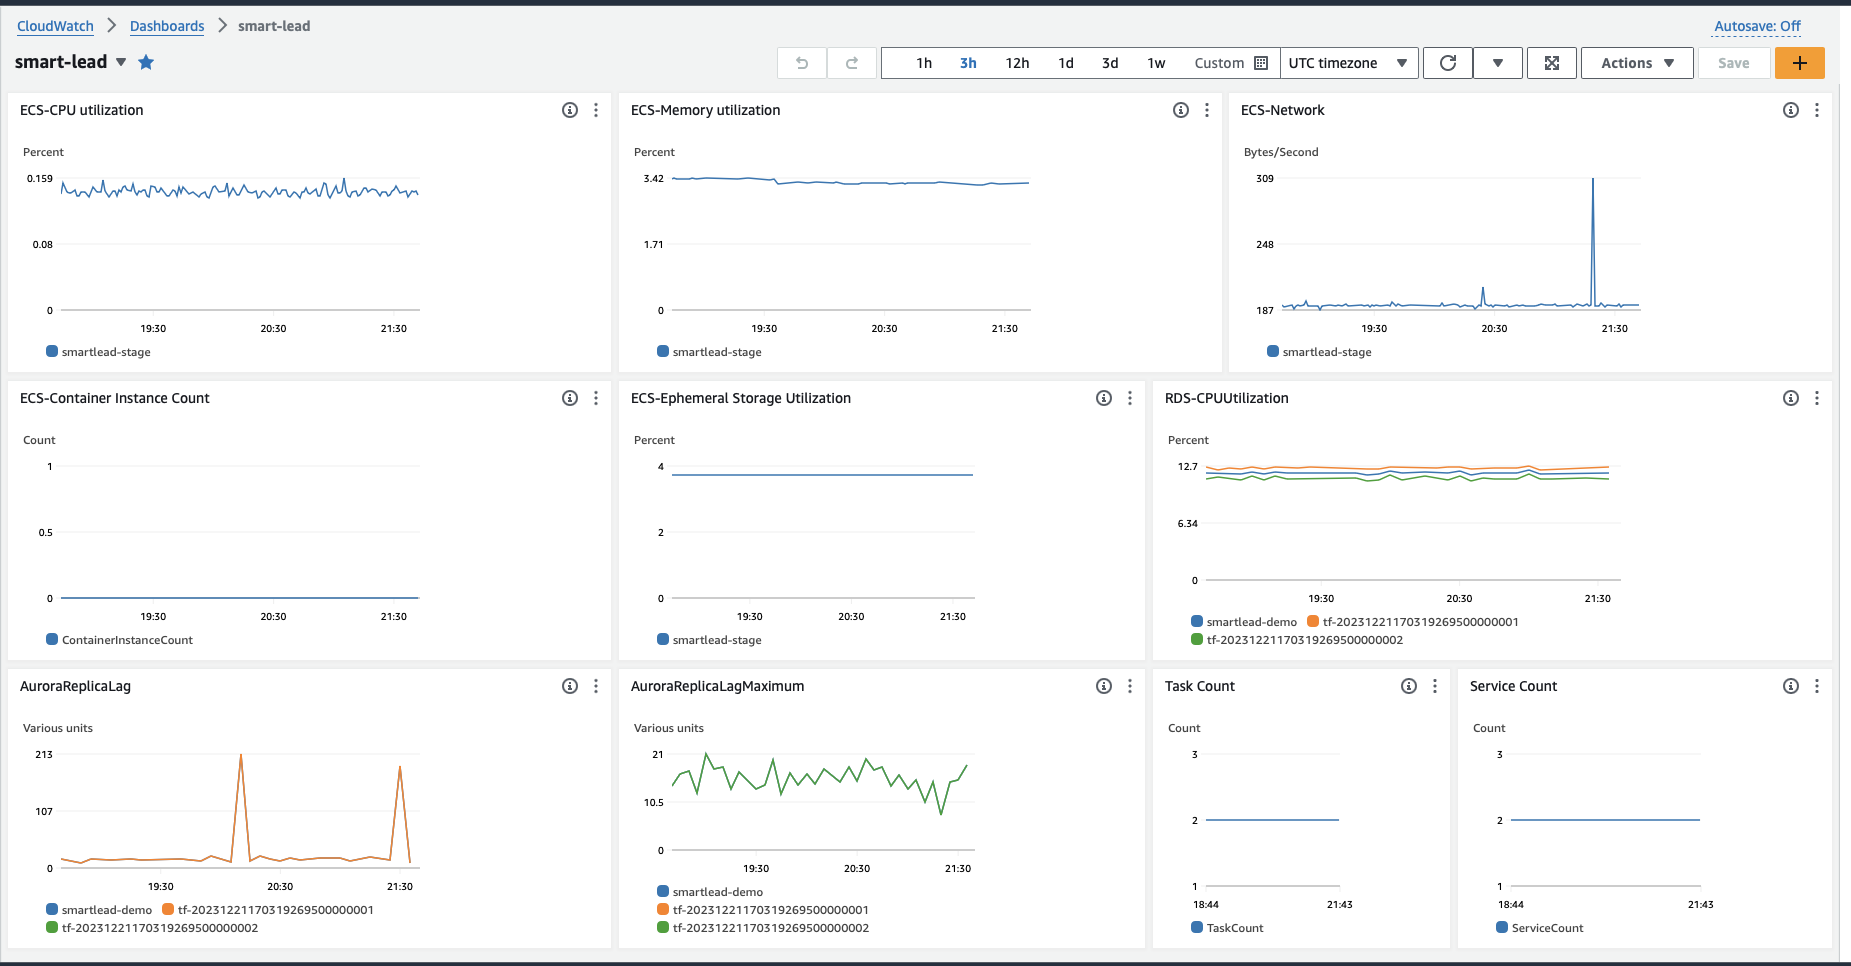 CloudWatch > Dashboards > smart-lead
Autosave: Off
smart-lead
1h 3h 12h 1d 3d 1w Custom UTC timezone Actions Save +
ECS-CPU utilization
Percent
0.159
0.08
0
19:30 20:30 21:30
smartlead-stage
ECS-Memory utilization
Percent
3.42
1.71
0
19:30 20:30 21:30
smartlead-stage
ECS-Network
Bytes/Second
309
248
187
19:30 20:30 21:30
smartlead-stage
ECS-Container Instance Count
Count
1
0.5
0
19:30 20:30 21:30
ContainerInstanceCount
ECS-Ephemeral Storage Utilization
Percent
4
2
0
19:30 20:30 21:30
smartlead-stage
RDS-CPUUtilization
Percent
12.7
6.34
0
19:30 20:30 21:30
smartlead-demo tf-20231221170319269500000001
tf-20231221170319269500000002
AuroraReplicaLag
Various units
213
107
0
19:30 20:30 21:30
smartlead-demo tf-20231221170319269500000001
tf-20231221170319269500000002
AuroraReplicaLagMaximum
Various units
21
10.5
0
19:30 20:30 21:30
smartlead-demo
tf-20231221170319269500000001
tf-20231221170319269500000002
Task Count
Count
3
2
1
18:44 21:43
TaskCount
Service Count
Count
3
2
1
18:44 21:43
ServiceCount